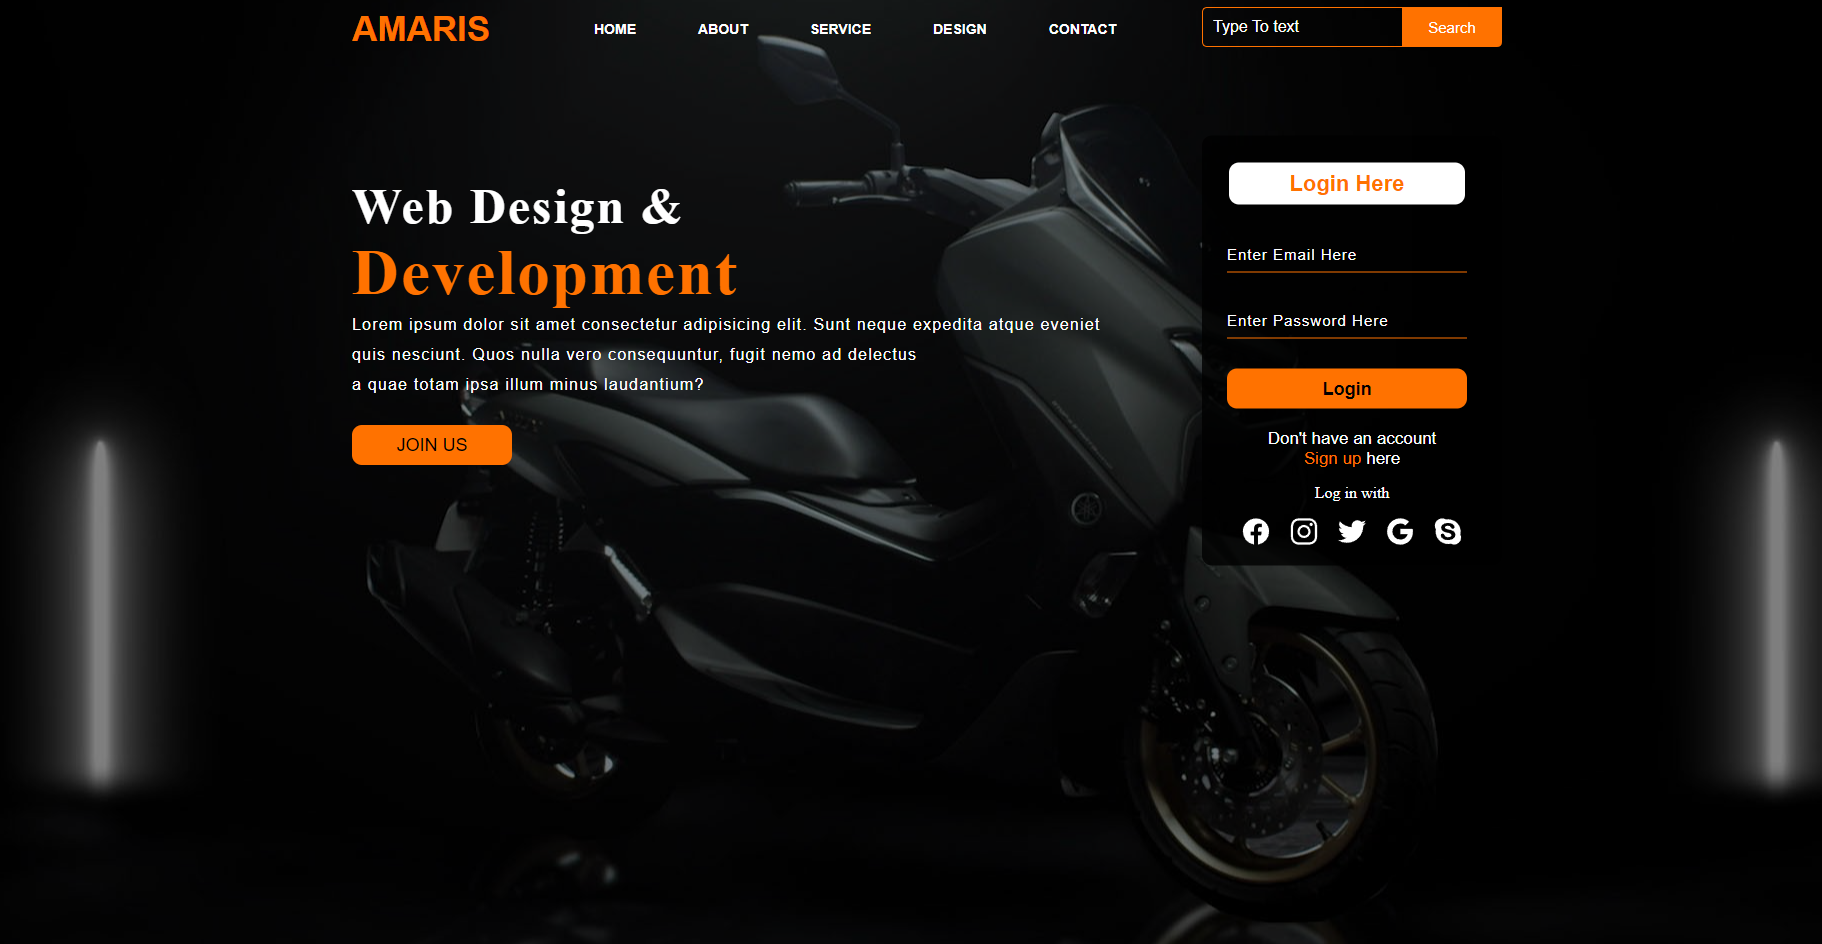 AMARIS
HOME ABOUT SERVICE DESIGN CONTACT
Type To text Search
Web Design &
Development
Lorem ipsum dolor sit amet consectetur adipisicing elit. Sunt neque expedita atque eveniet
quis nesciunt. Quos nulla vero consequuntur, fugit nemo ad delectus
a quae totam ipsa illum minus laudantium?
JOIN US
Login Here
Enter Email Here
Enter Password Here
Login
Don't have an account
Sign up here
Log in with